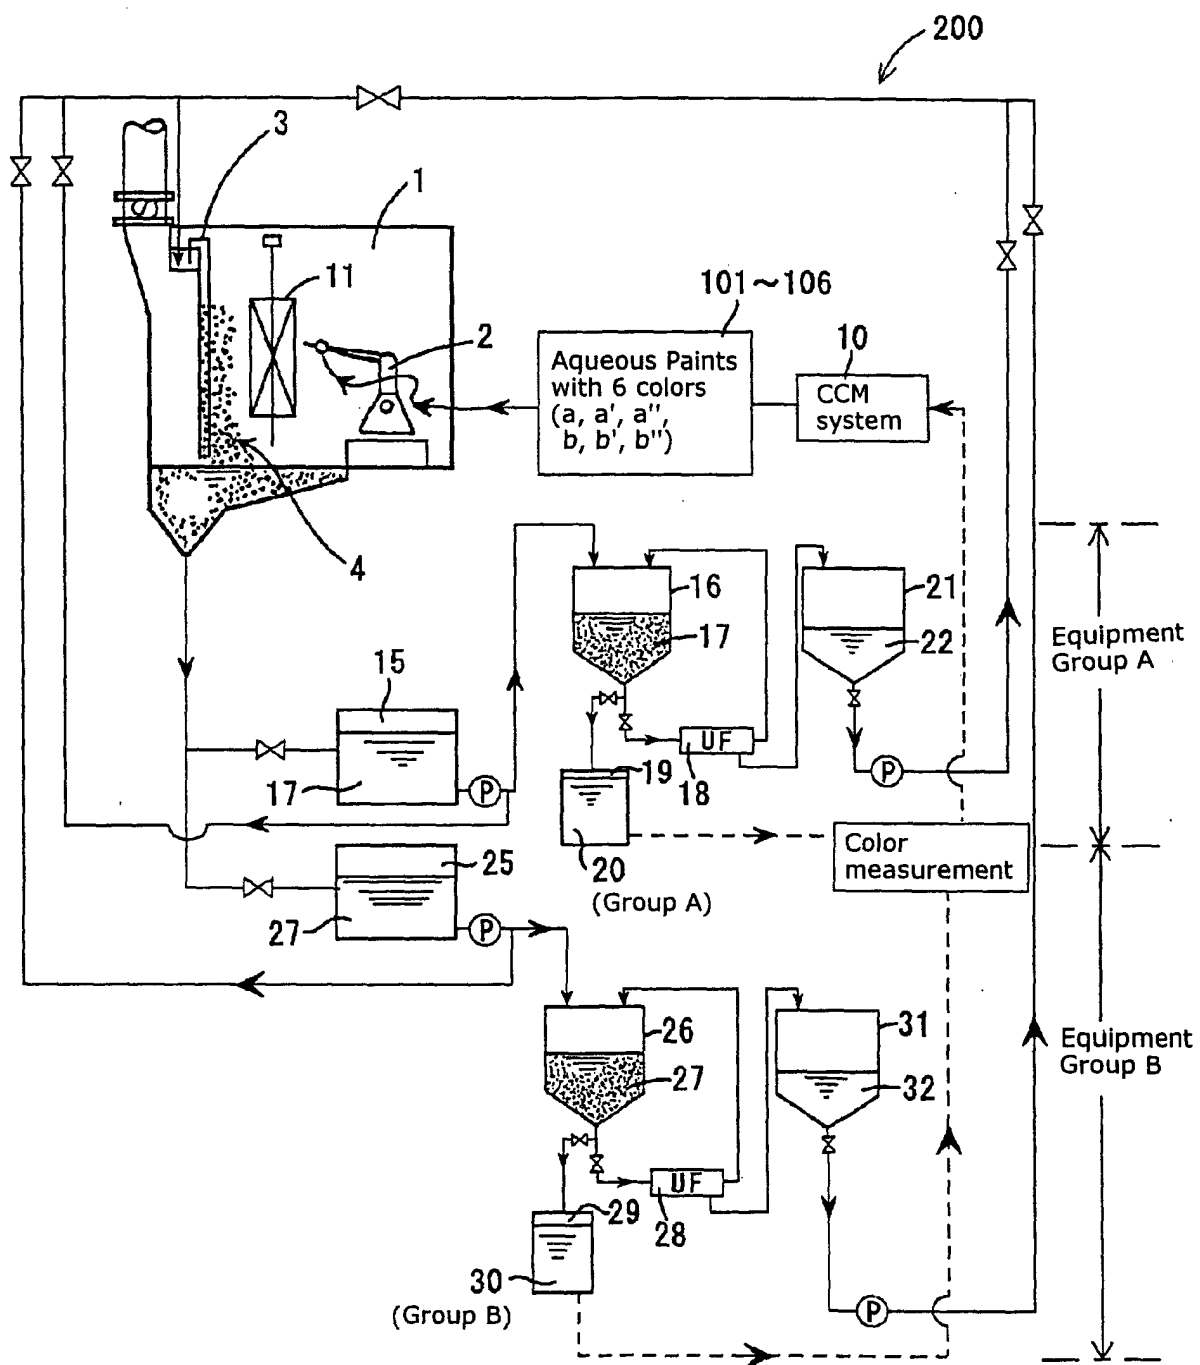 200
3
1
11
2
101～106
10
Aqueous Paints
with 6 colors
(a, a', a'',
b, b', b'')
CCM
system
4
16
17
21
22
Equipment
Group A
15
17
P
UF
18
19
20
(Group A)
P
Color
measurement
25
27
P
26
27
31
32
Equipment
Group B
UF
28
29
30
(Group B)
P